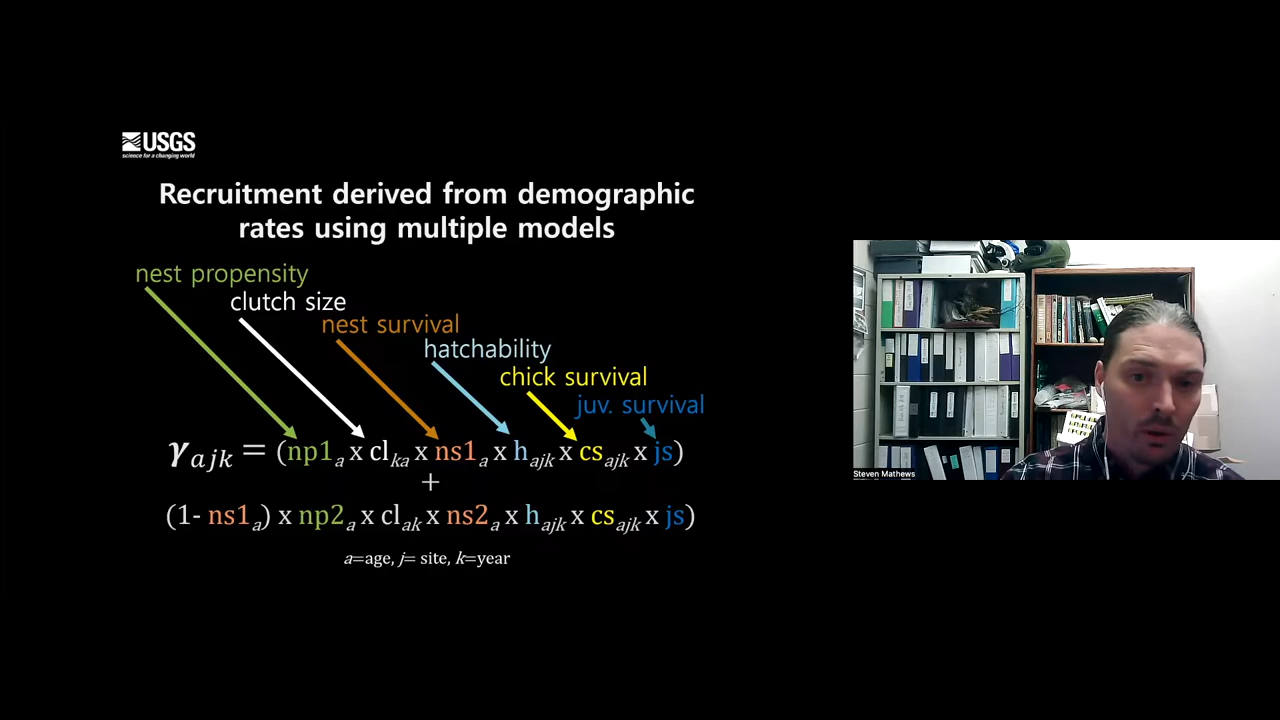 USGS
science for a changing world
Recruitment derived from demographic
rates using multiple models
nest propensity
clutch size
nest survival
hatchability
chick survival
juv. survival
γₐⱼₖ = (np1ₐ x clₖₐ x ns1ₐ x hₐⱼₖ x csₐⱼₖ x js)
+
(1- ns1ₐ) x np2ₐ x clₐₖ x ns2ₐ x hₐⱼₖ x csₐⱼₖ x js)
a=age, j= site, k=year
Steven Mathews